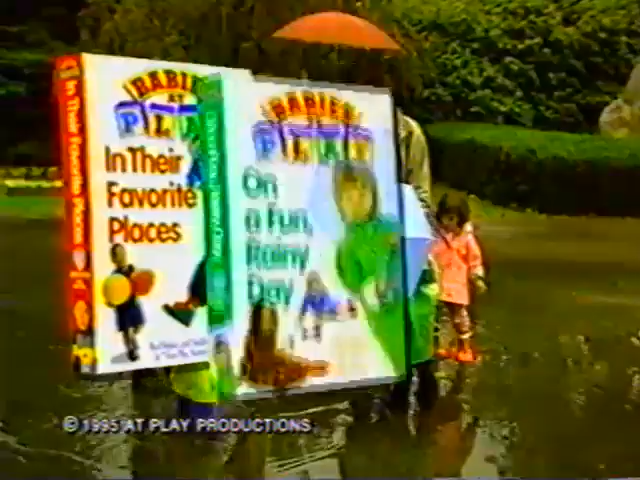 In Their Favorite Places
BABIES
AT
PLAY
In Their
Favorite
Places
BABIES
AT
PLAY
On
a Fun,
Rainy
Day
© 1995 AT PLAY PRODUCTIONS